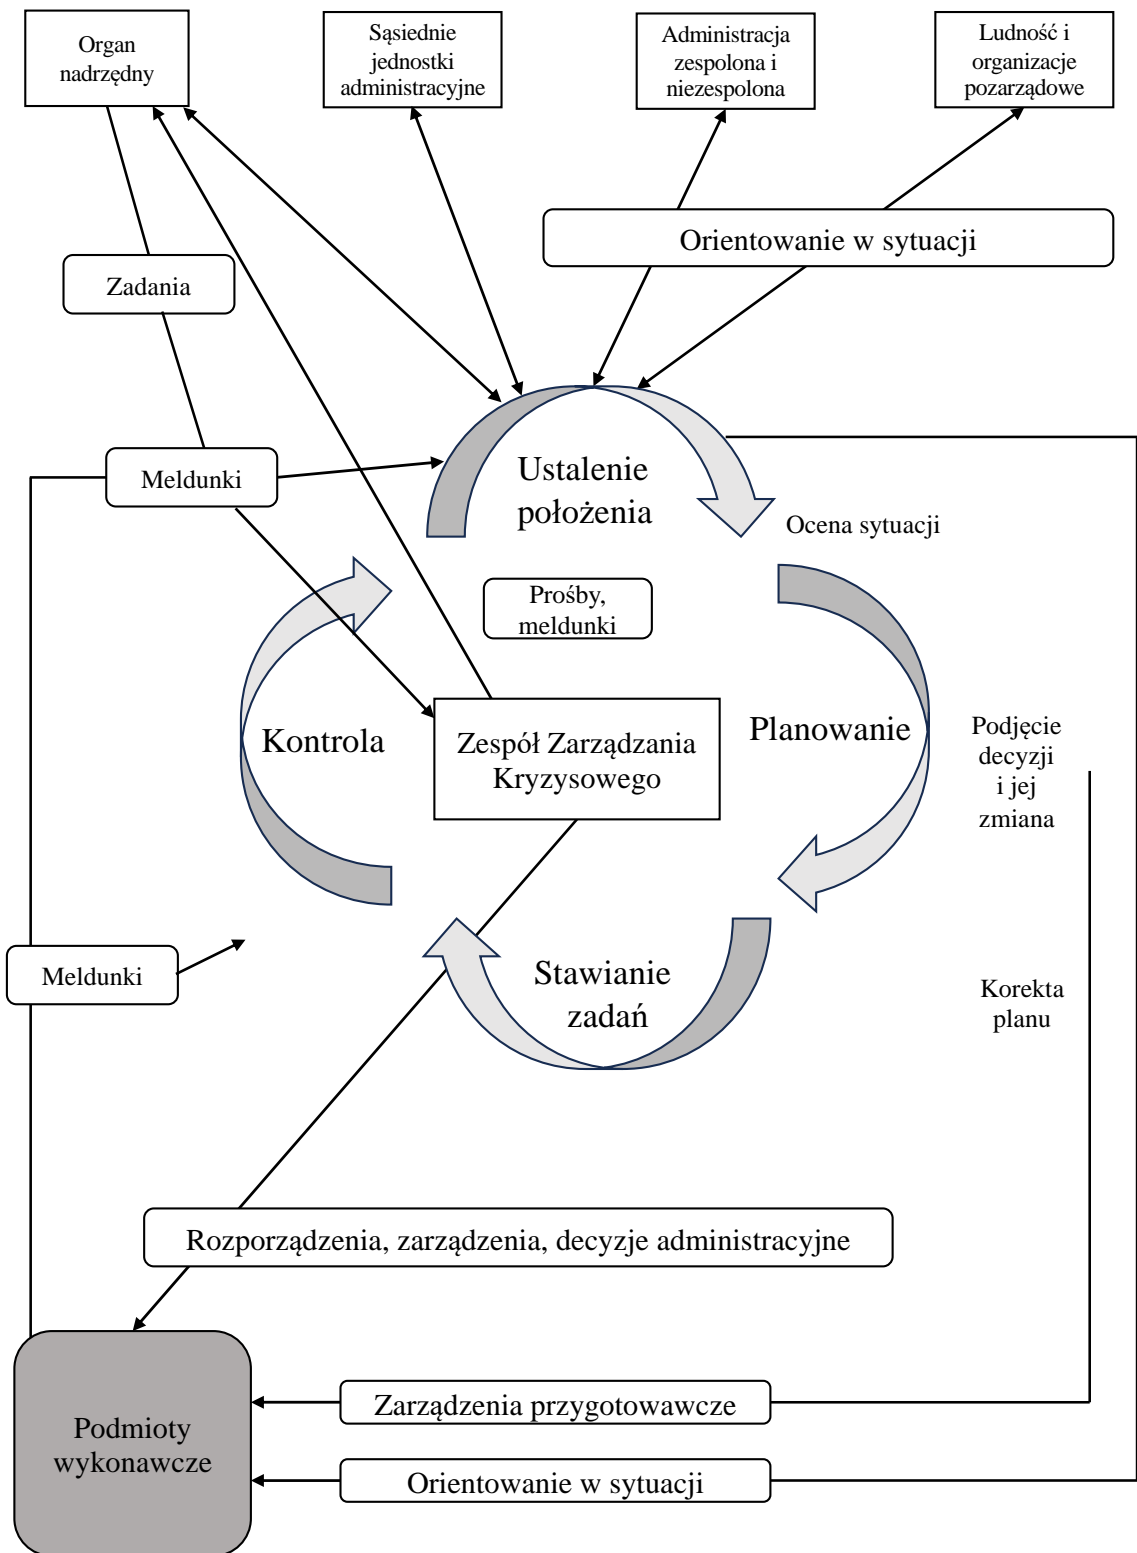 Organ
nadrzędny
Sąsiednie
jednostki
administracyjne
Administracja
zespolona i
niezespolona
Ludność i
organizacje
pozarządowe
Orientowanie w sytuacji
Zadania
Meldunki
Ustalenie
położenia
Ocena sytuacji
Prośby,
meldunki
Kontrola
Zespół Zarządzania
Kryzysowego
Planowanie
Podjęcie
decyzji
i jej
zmiana
Meldunki
Stawianie
zadań
Korekta
planu
Rozporządzenia, zarządzenia, decyzje administracyjne
Podmioty
wykonawcze
Zarządzenia przygotowawcze
Orientowanie w sytuacji